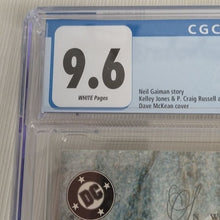 CGC
9.6
WHITE Pages
Neil Gaiman story
Kelley Jones & P. Craig Russell
Dave McKean cover
DC